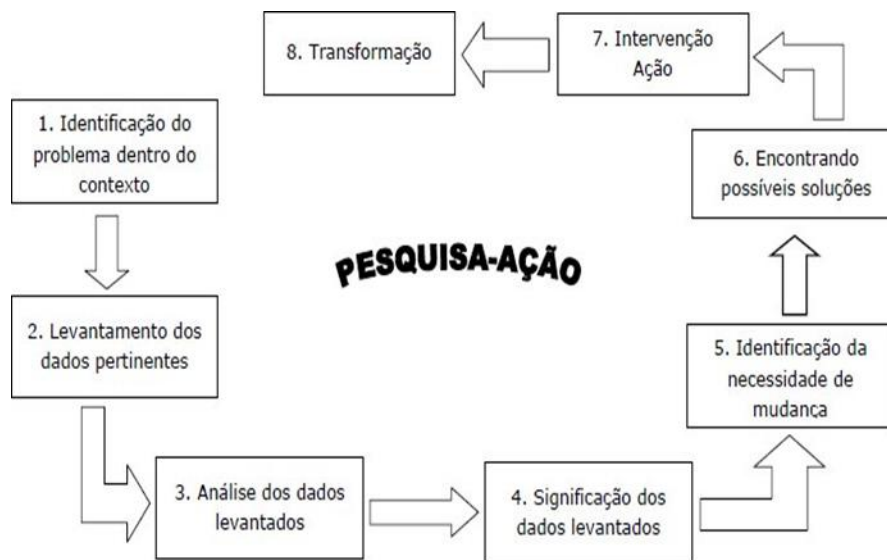 1. Identificação do
problema dentro do
contexto
2. Levantamento dos
dados pertinentes
3. Análise dos dados
levantados
4. Significação dos
dados levantados
5. Identificação da
necessidade de
mudança
6. Encontrando
possíveis soluções
7. Intervenção
Ação
8. Transformação
PESQUISA-AÇÃO